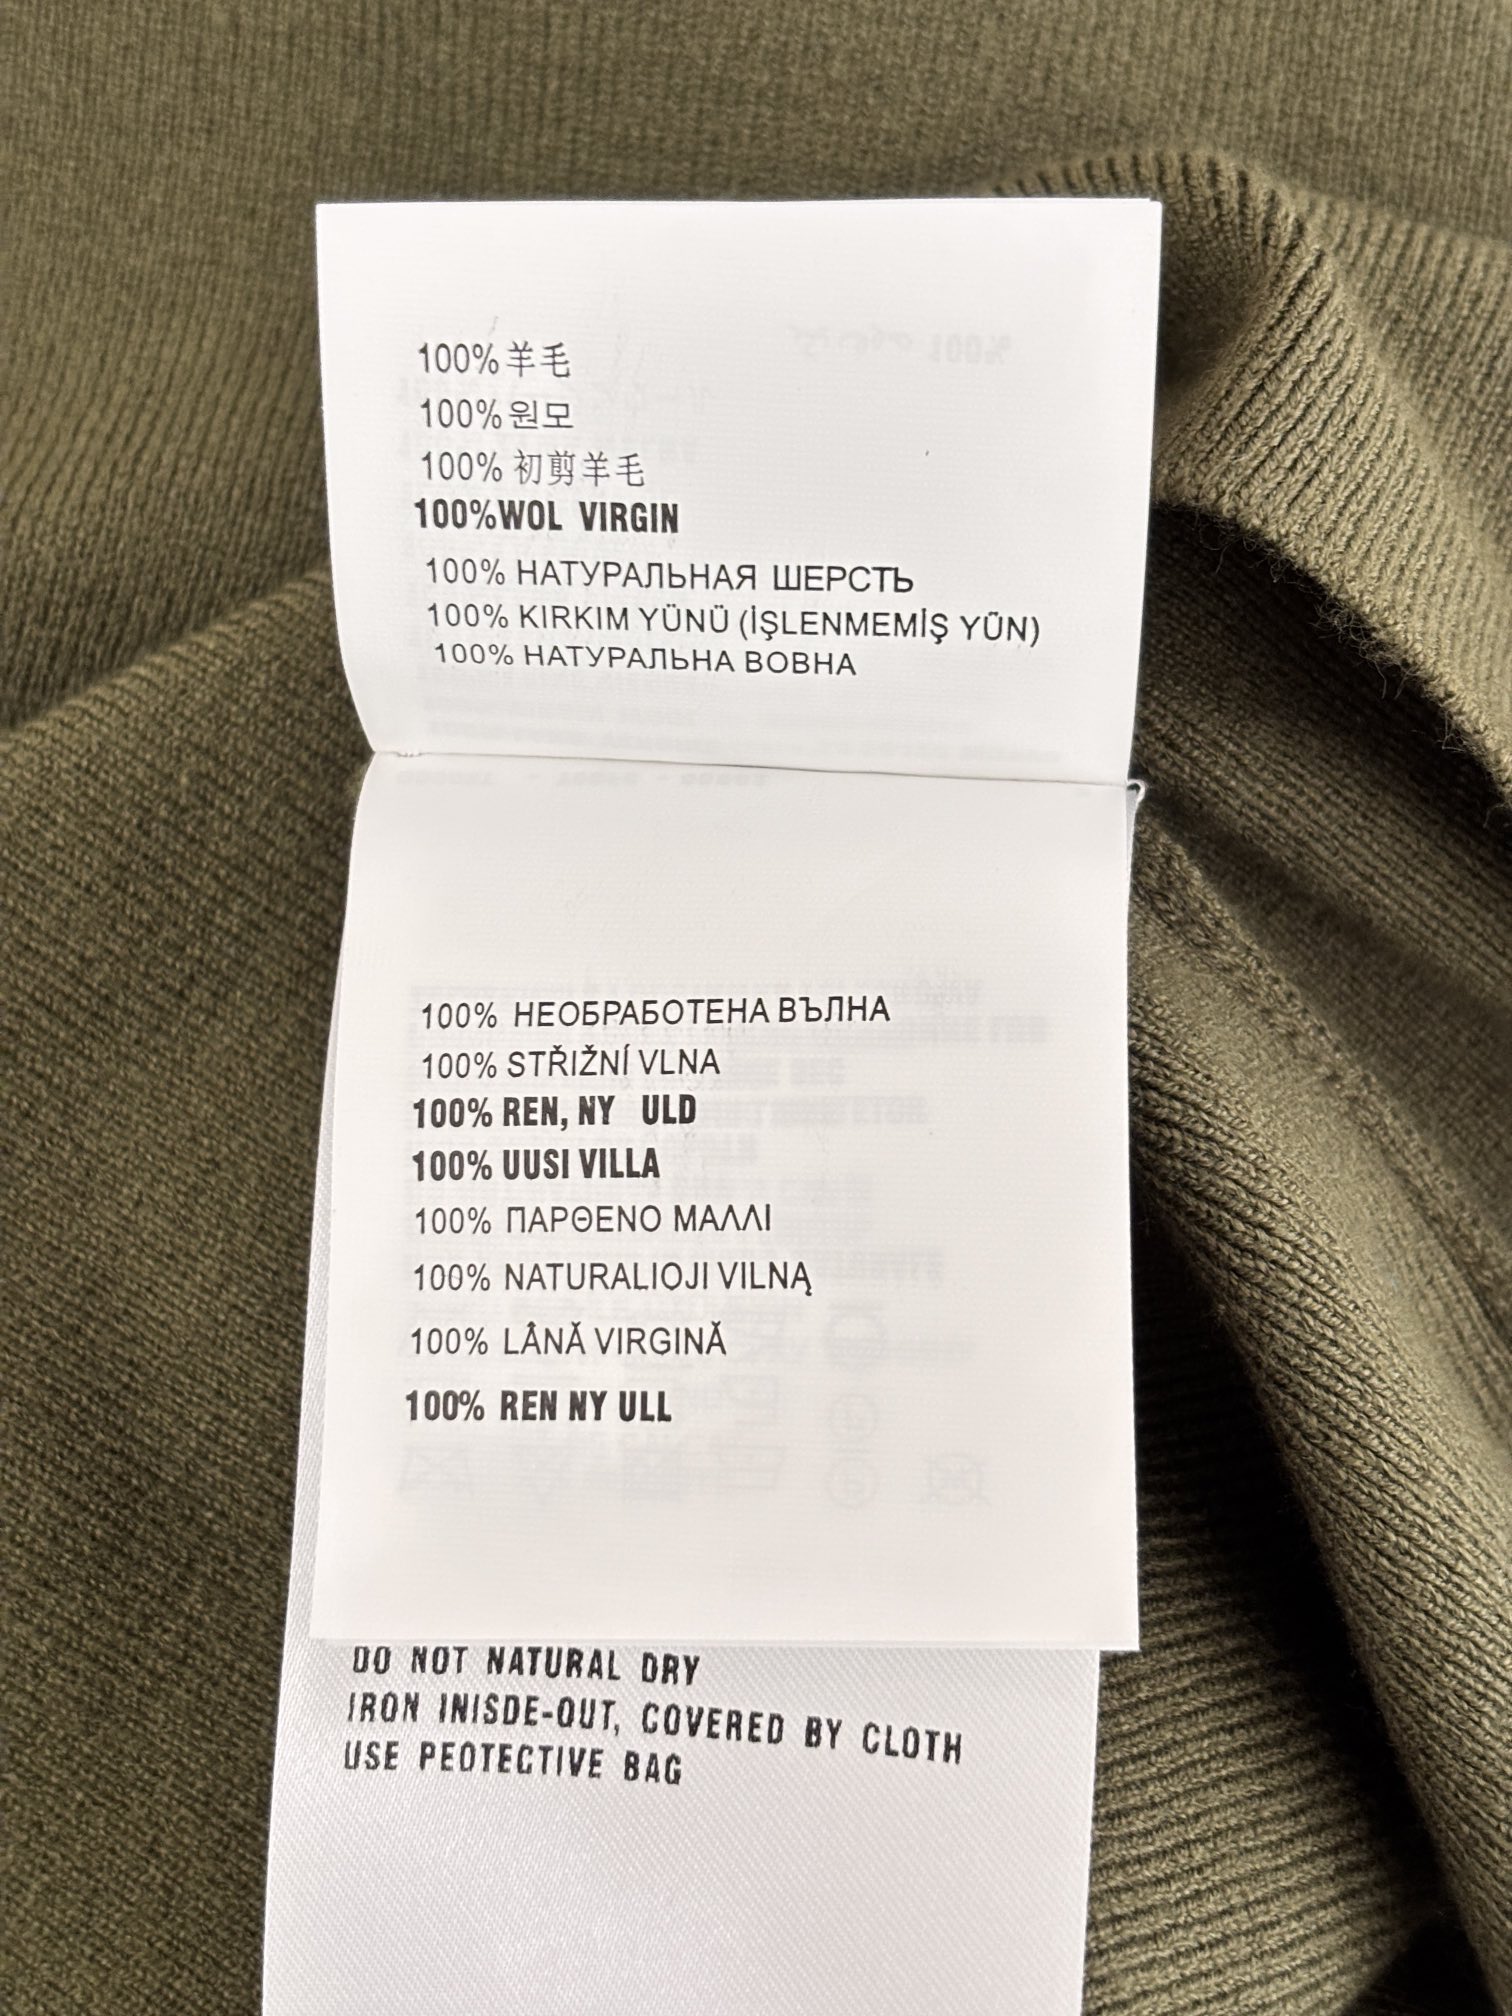 100%羊毛
100%원모
100% 初剪羊毛
100%WOL VIRGIN
100% НАТУРАЛЬНАЯ ШЕРСТЬ
100% KIRKIM YÜNÜ (İŞLENMEMİŞ YÜN)
100% НАТУРАЛЬНА ВОВНА
100% НЕОБРАБОТЕНА ВЪЛНА
100% STŘIŽNÍ VLNA
100% REN, NY ULD
100% UUSI VILLA
100% ΠΑΡΘΕΝΟ ΜΑΛΛΙ
100% NATURALIOJI VILNĄ
100% LÂNĂ VIRGINĂ
100% REN NY ULL
DO NOT NATURAL DRY
IRON INISDE-OUT, COVERED BY CLOTH
USE PEOTECTIVE BAG